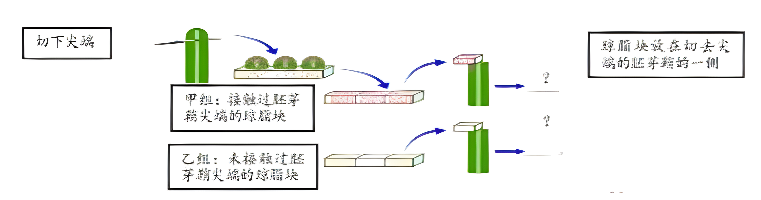 切下尖端
琼脂块放在切去尖
端的胚芽鞘的一侧
?
甲组：接触过胚芽
鞘尖端的琼脂块
?
乙组：未接触过胚
芽鞘尖端的琼脂块